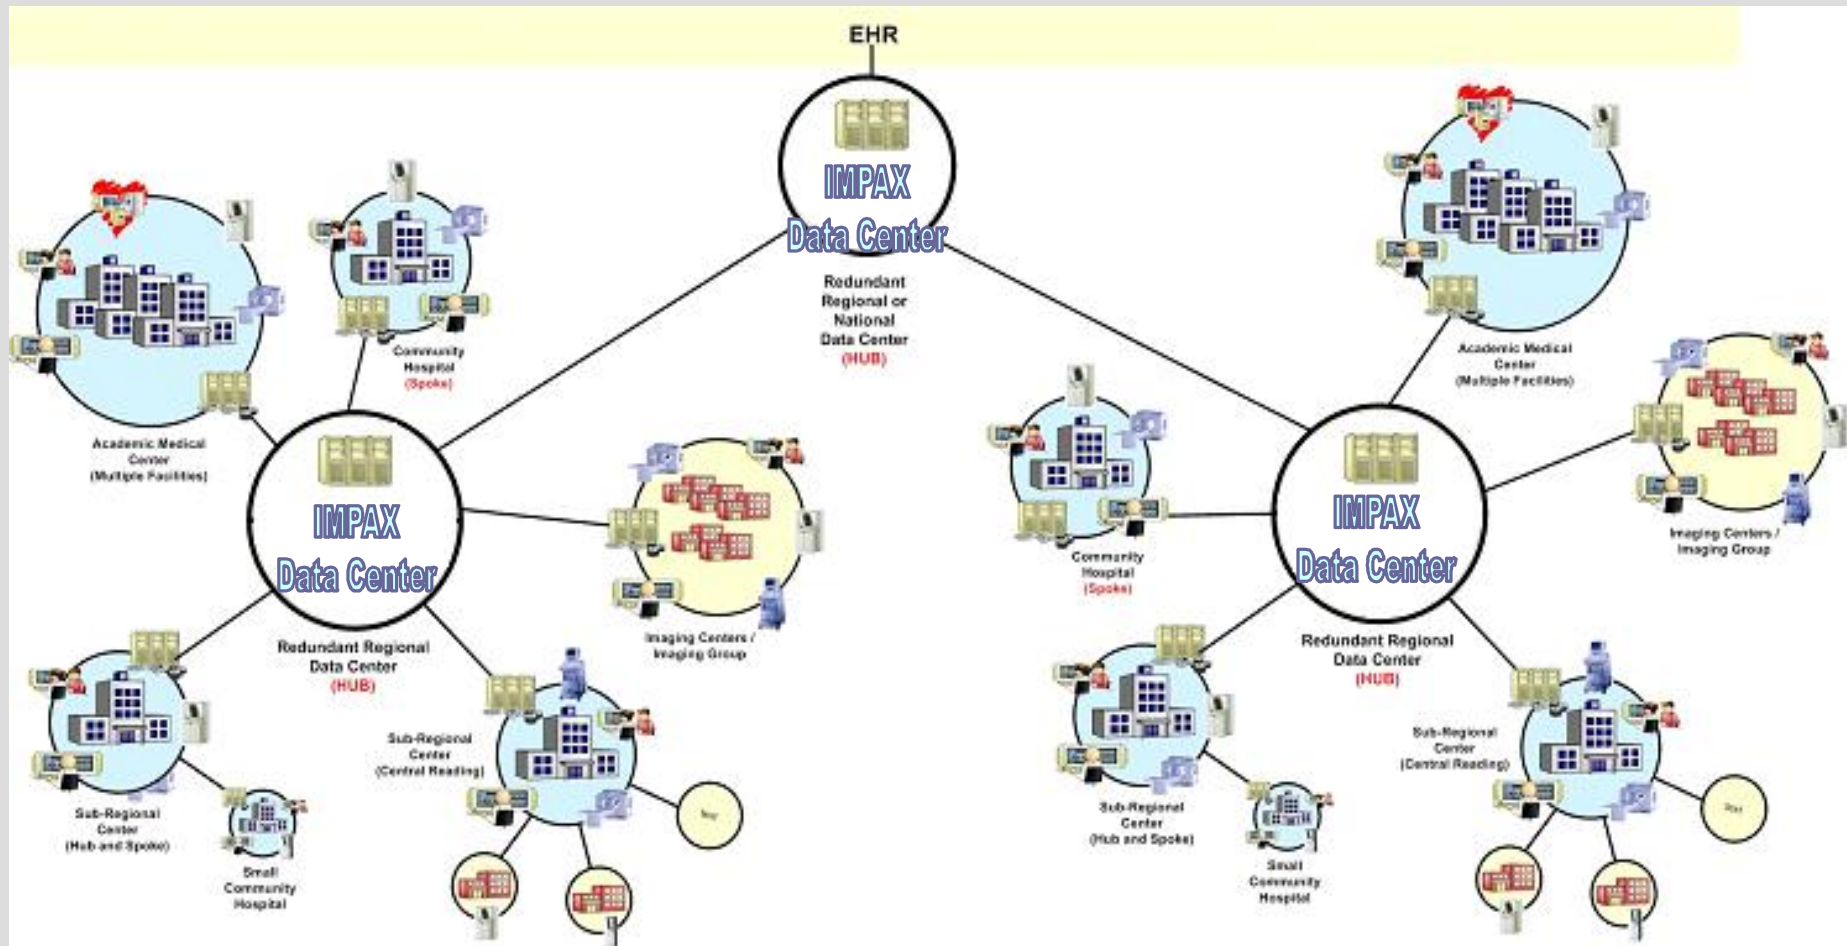 EHR
IMPAX
Data Center
Redundant
Regional or
National
Data Center
(HUB)
Academic Medical
Center
(Multiple Facilities)
Community
Hospital
(Spoke)
IMPAX
Data Center
Redundant Regional
Data Center
(HUB)
Imaging Centers /
Imaging Group
Sub-Regional
Center
(Hub and Spoke)
Small
Community
Hospital
Sub-Regional
Center
(Central Reading)
Academic Medical
Center
(Multiple Facilities)
Community
Hospital
(Spoke)
IMPAX
Data Center
Redundant Regional
Data Center
(HUB)
Imaging Centers /
Imaging Group
Sub-Regional
Center
(Hub and Spoke)
Small
Community
Hospital
Sub-Regional
Center
(Central Reading)